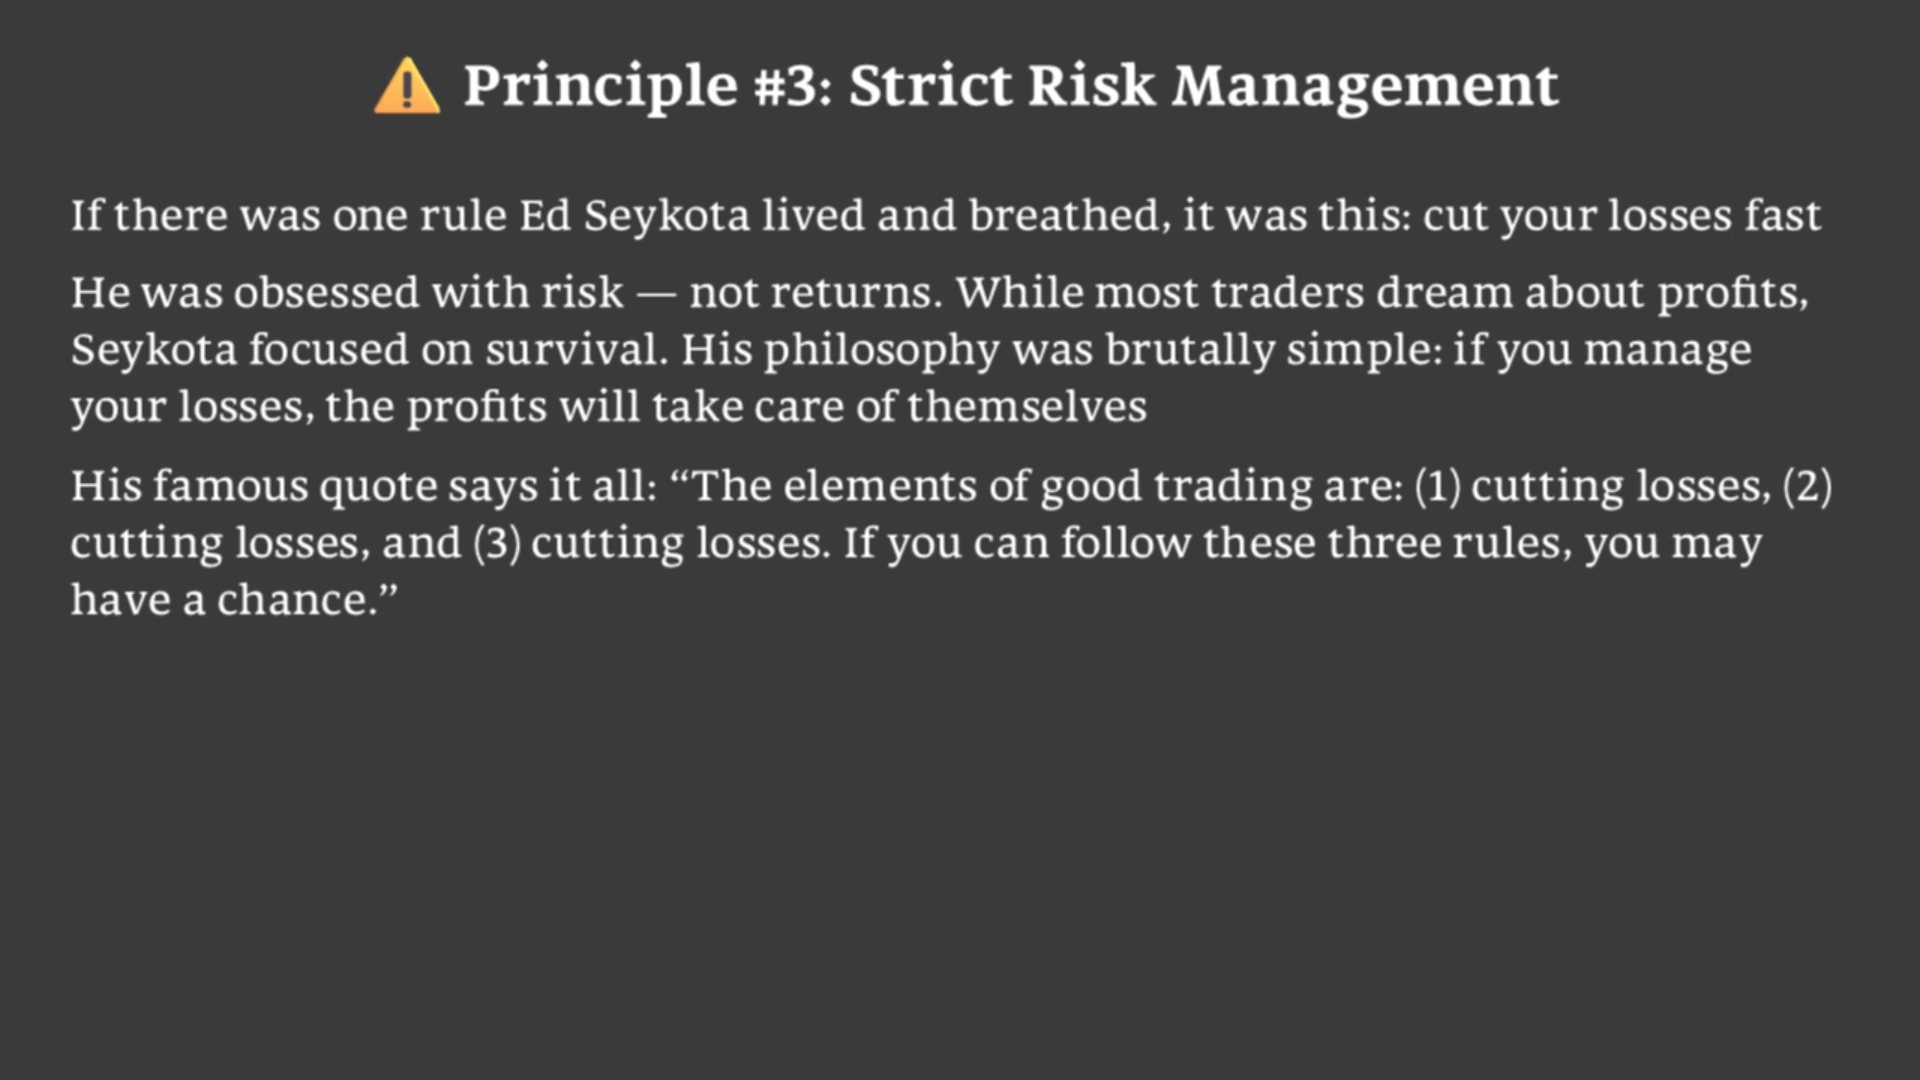 ⚠️ Principle #3: Strict Risk Management
If there was one rule Ed Seykota lived and breathed, it was this: cut your losses fast
He was obsessed with risk — not returns. While most traders dream about profits,
Seykota focused on survival. His philosophy was brutally simple: if you manage
your losses, the profits will take care of themselves
His famous quote says it all: “The elements of good trading are: (1) cutting losses, (2)
cutting losses, and (3) cutting losses. If you can follow these three rules, you may
have a chance.”